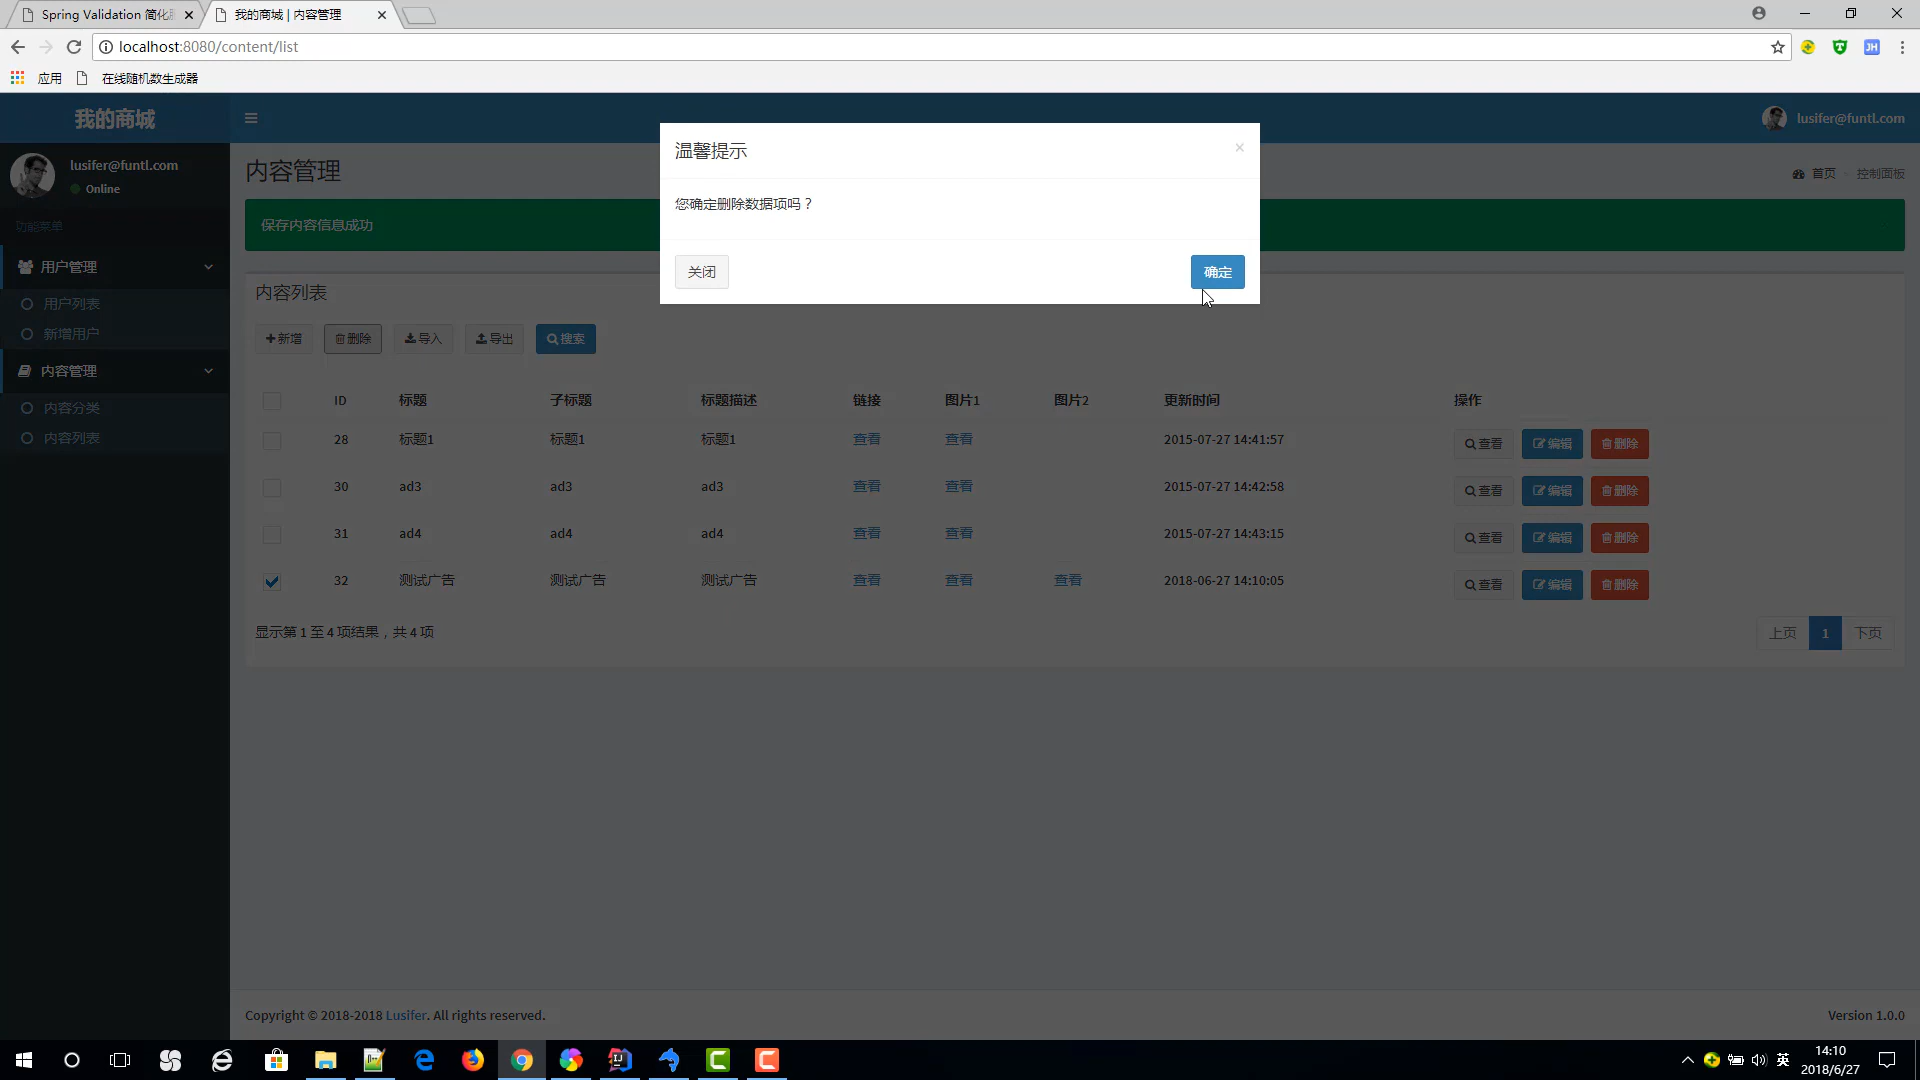 Spring Validation 简化
我的商城 | 内容管理
localhost:8080/content/list
应用
在线随机数生成器
我的商城
lusifer@funtl.com
lusifer@funtl.com
Online
功能菜单
用户管理
用户列表
新增用户
内容管理
内容分类
内容列表
内容管理
首页
控制面板
保存内容信息成功
温馨提示
×
您确定删除数据项吗？
关闭
确定
内容列表
新增 删除 导入 导出 搜索
ID 标题 子标题 标题描述 链接 图片1 图片2 更新时间 操作
28 标题1 标题1 标题1 查看 查看 2015-07-27 14:41:57 查看 编辑 删除
30 ad3 ad3 ad3 查看 查看 2015-07-27 14:42:58 查看 编辑 删除
31 ad4 ad4 ad4 查看 查看 2015-07-27 14:43:15 查看 编辑 删除
32 测试广告 测试广告 测试广告 查看 查看 查看 2018-06-27 14:10:05 查看 编辑 删除
显示第 1 至 4 项结果，共 4 项
上页 1 下页
Copyright © 2018-2018 Lusifer. All rights reserved.
Version 1.0.0
英
14:10
2018/6/27